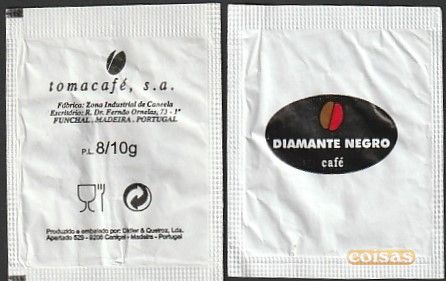 tomacafé, s.a.
Fábrica: Zona Industrial de Cancela
Escritório: R. Dr. Fernão Ornelas, 73 - 1º
FUNCHAL . MADEIRA . PORTUGAL
P.L. 8/10g
Produzido e embalado por: Didier & Queiroz, Lda.
Apartado 529 - 9206 Caniçal - Madeira - Portugal
DIAMANTE NEGRO
café
coisas